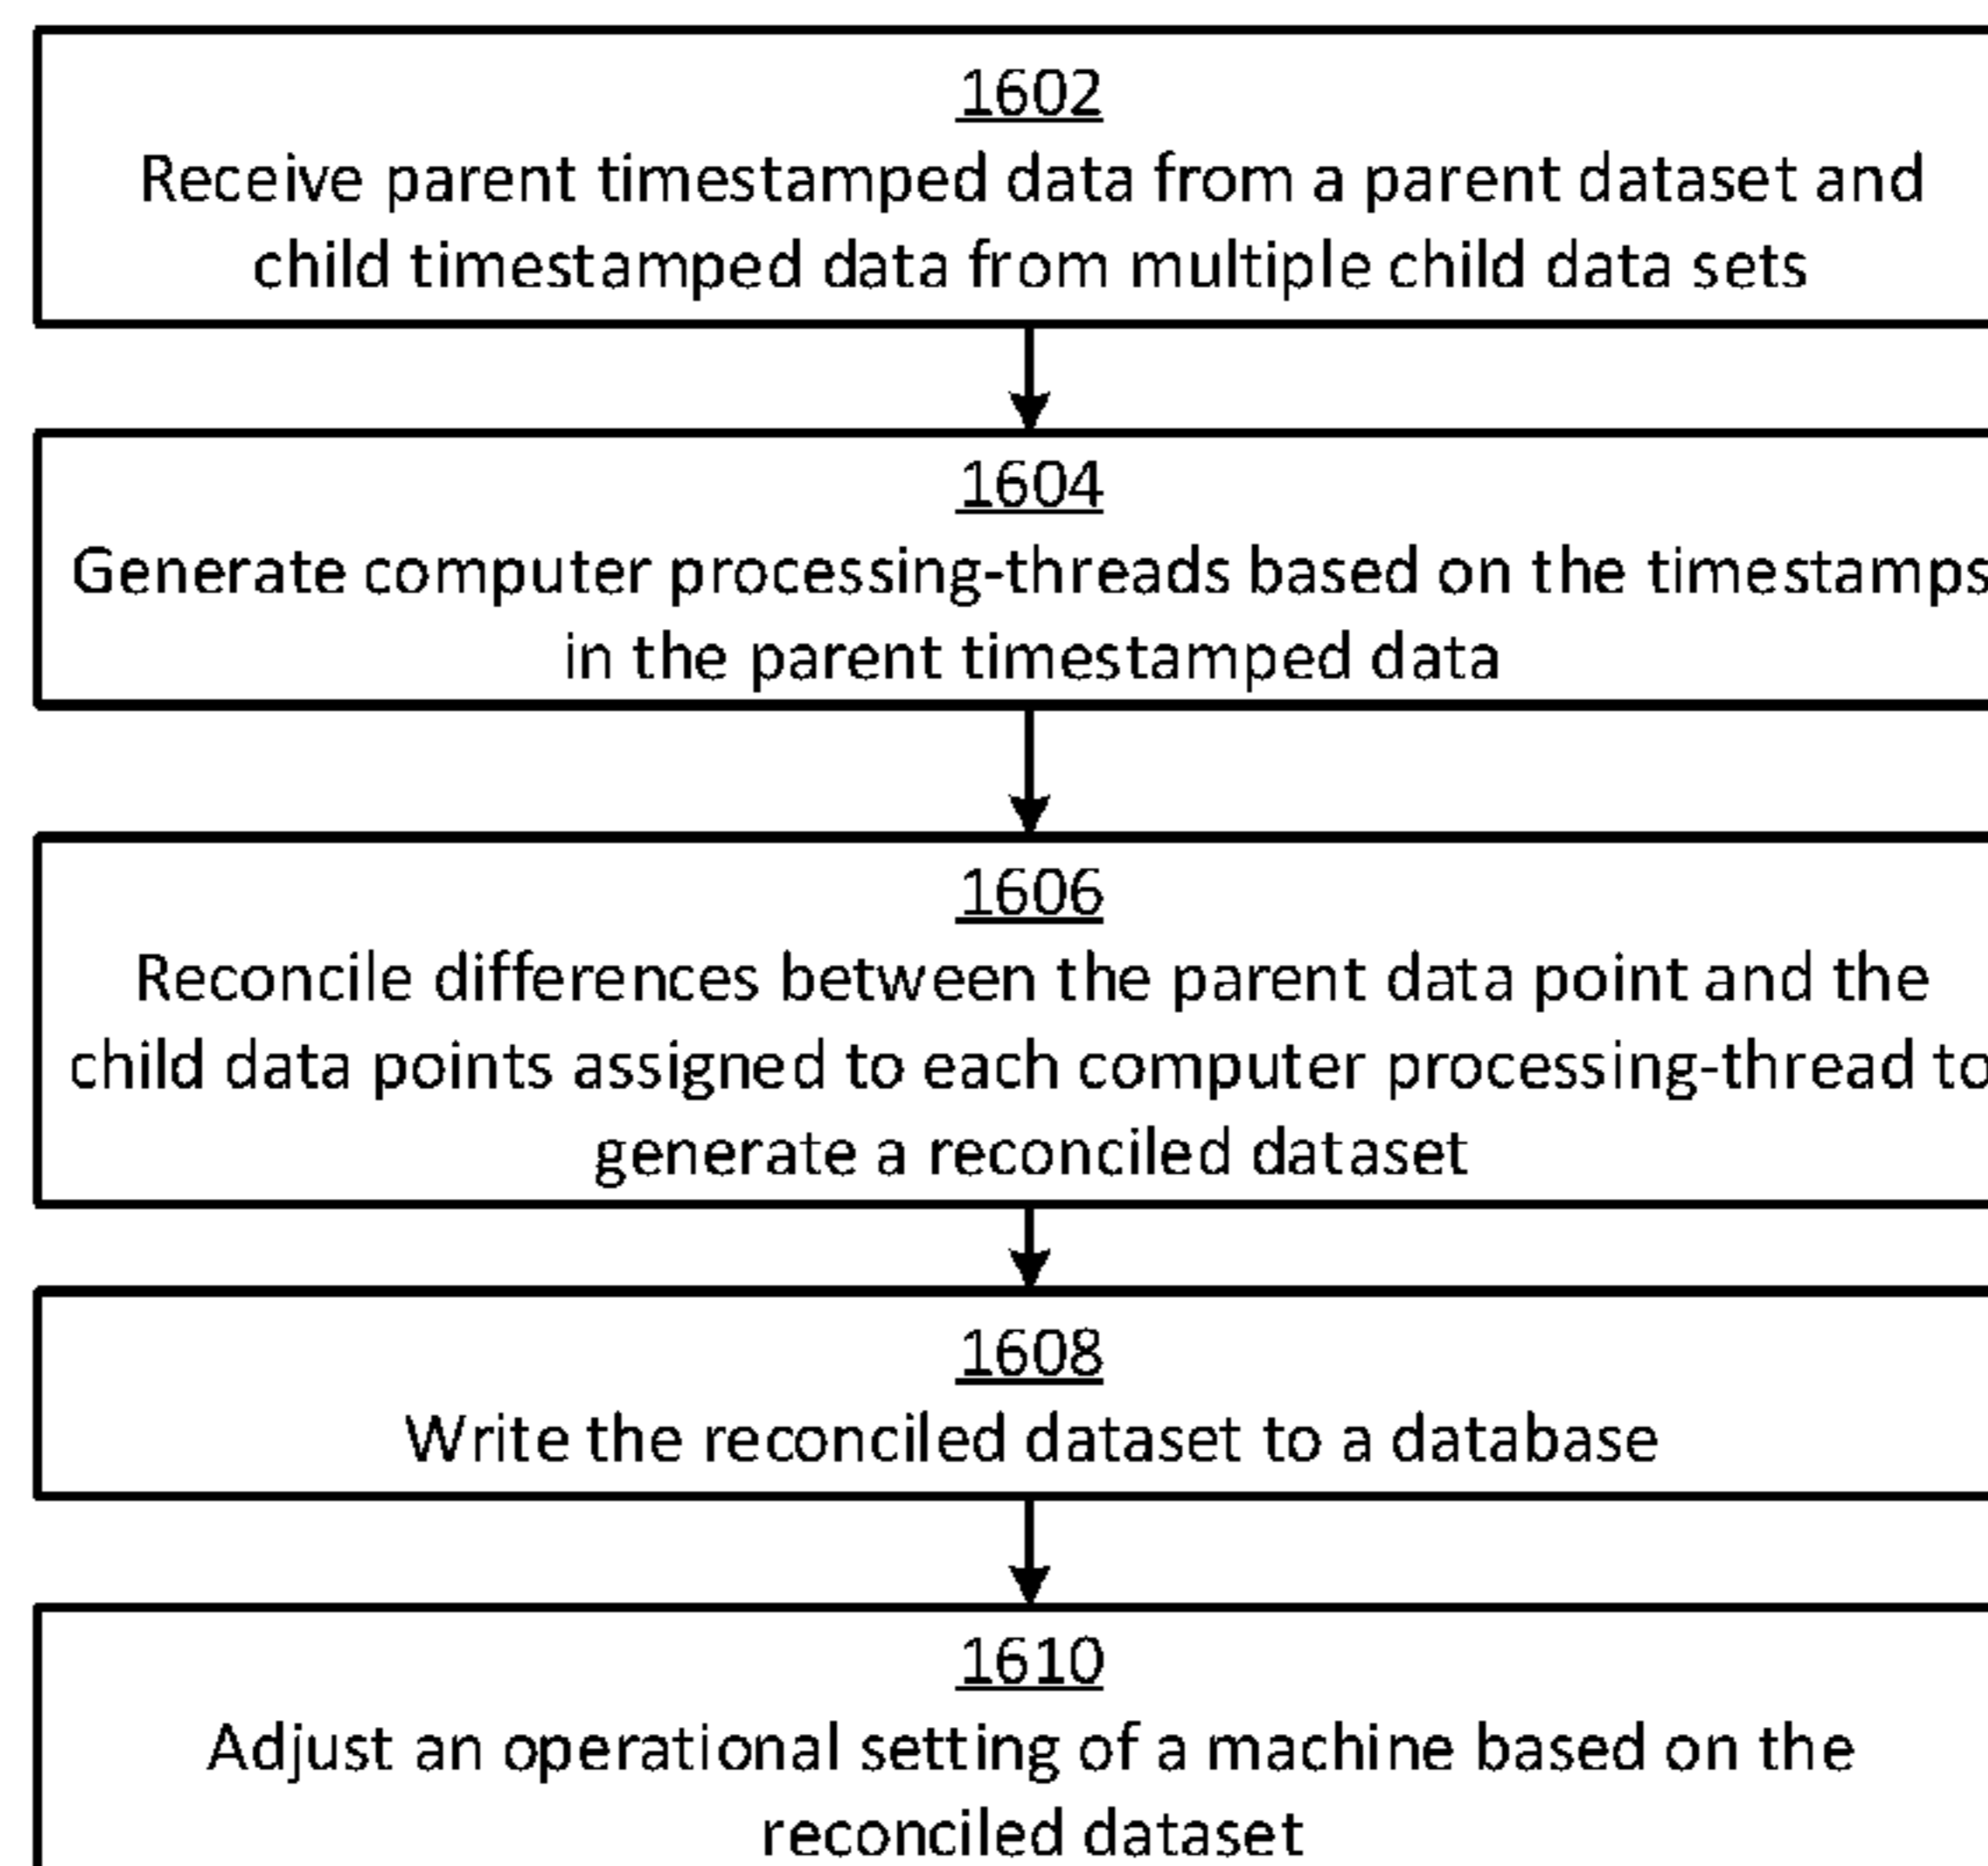 1602
Receive parent timestamped data from a parent dataset and
child timestamped data from multiple child data sets
1604
Generate computer processing-threads based on the timestamps
in the parent timestamped data
1606
Reconcile differences between the parent data point and the
child data points assigned to each computer processing-thread to
generate a reconciled dataset
1608
Write the reconciled dataset to a database
1610
Adjust an operational setting of a machine based on the
reconciled dataset